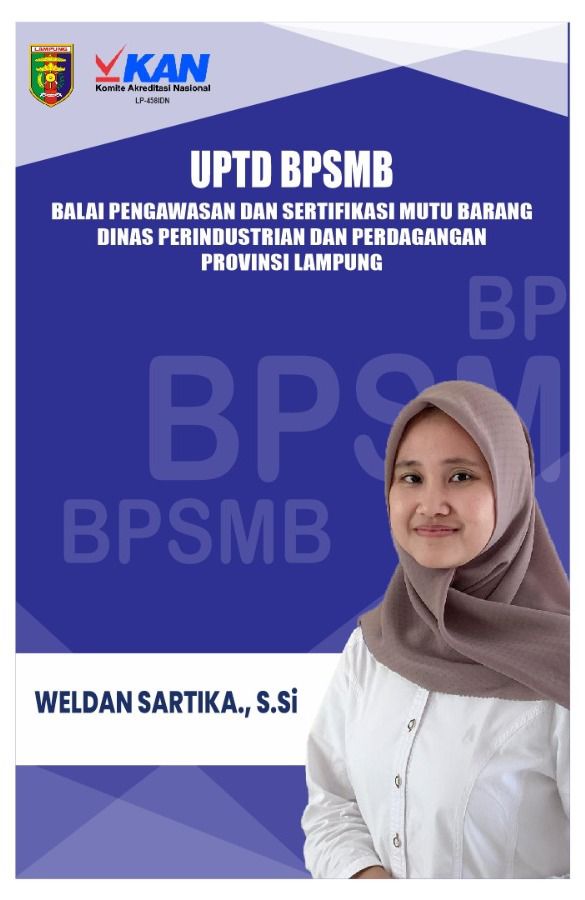 LAMPUNG
KAN
Komite Akreditasi Nasional
LP-458IDN
UPTD BPSMB
BALAI PENGAWASAN DAN SERTIFIKASI MUTU BARANG
DINAS PERINDUSTRIAN DAN PERDAGANGAN
PROVINSI LAMPUNG
BP
BPSM
BPSMB
WELDAN SARTIKA., S.Si